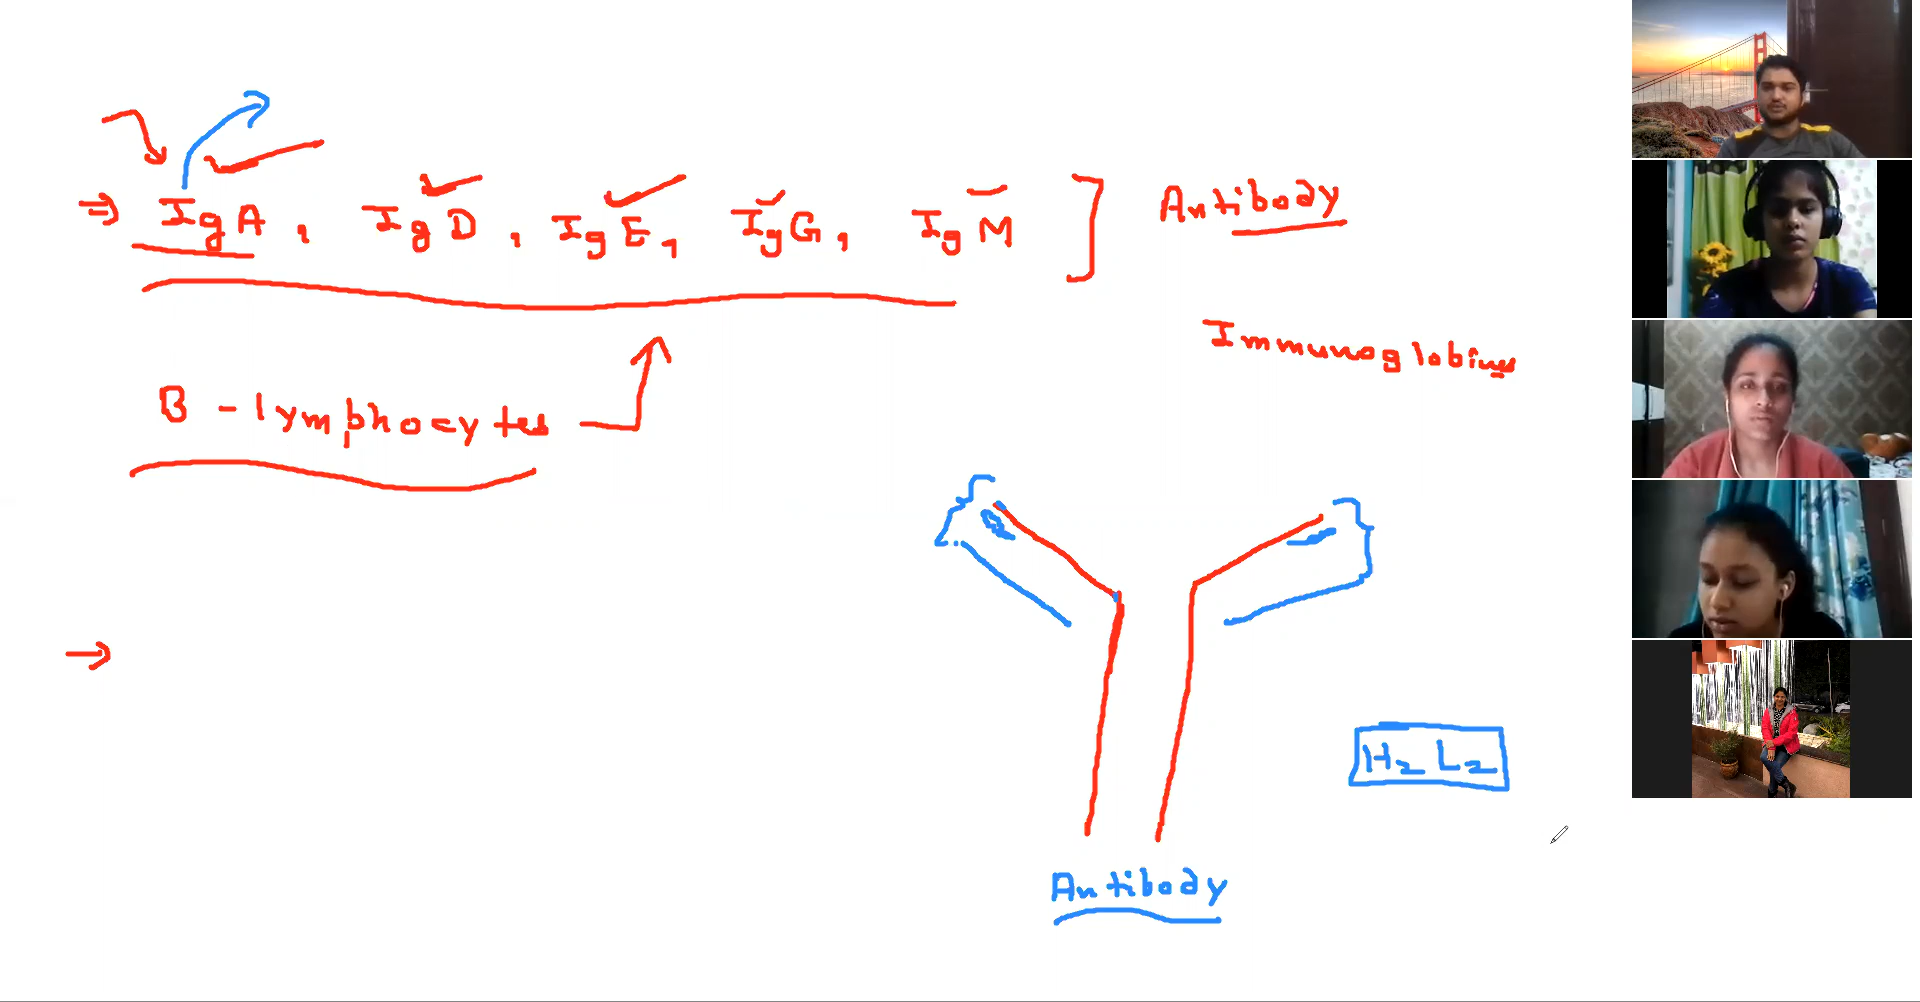 → IgA, IgD, IgE, IgG, IgM ] Antibody
Immunoglobins
B - lymphocytes
→
H₂ L₂
Antibody